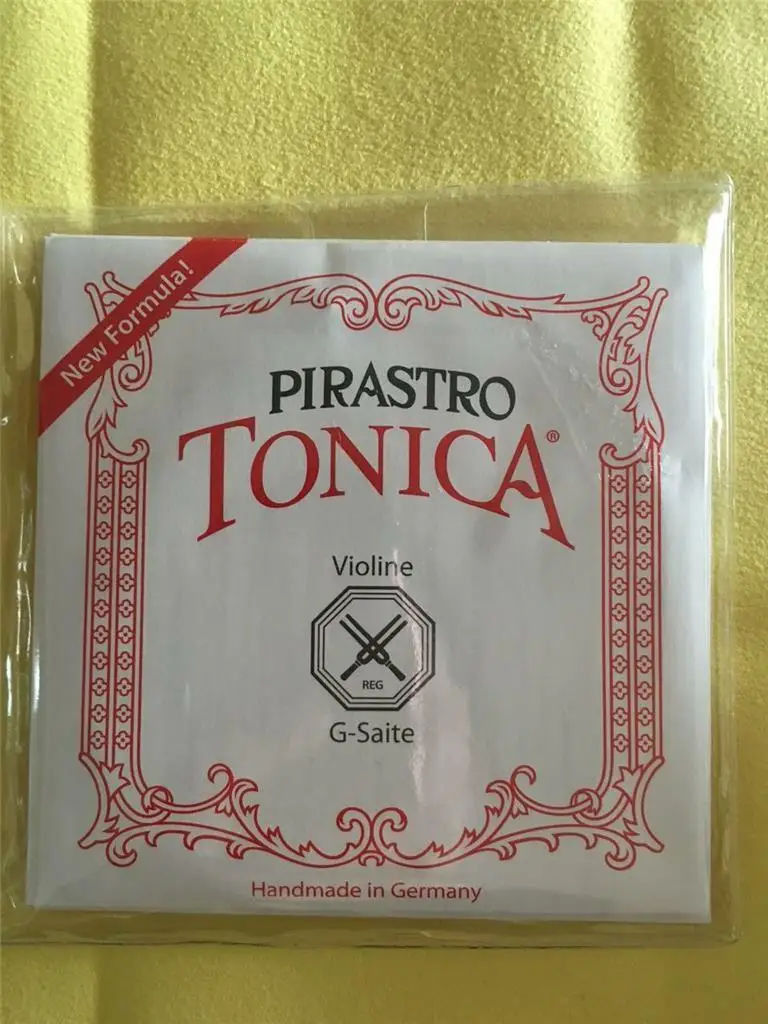 New Formula!
PIRASTRO
TONICA®
Violine
REG
G-Saite
Handmade in Germany